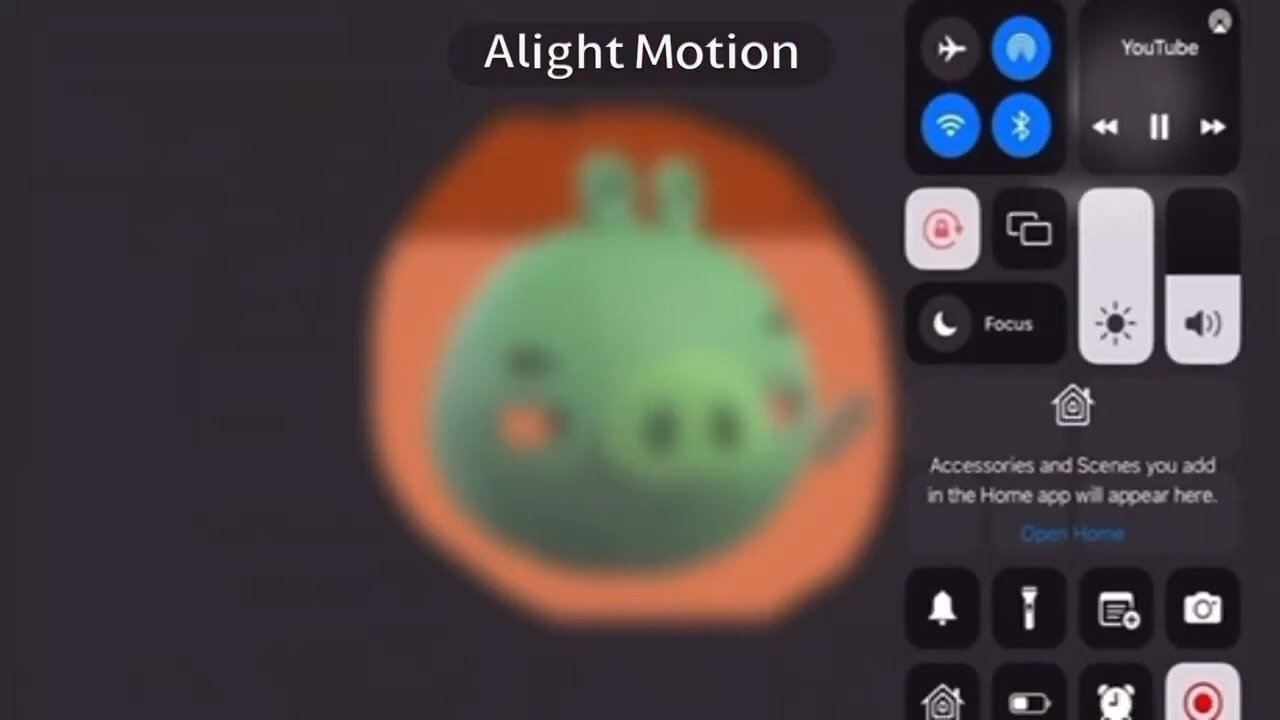 Alight Motion
YouTube
Focus
Accessories and Scenes you add
in the Home app will appear here.
Open Home